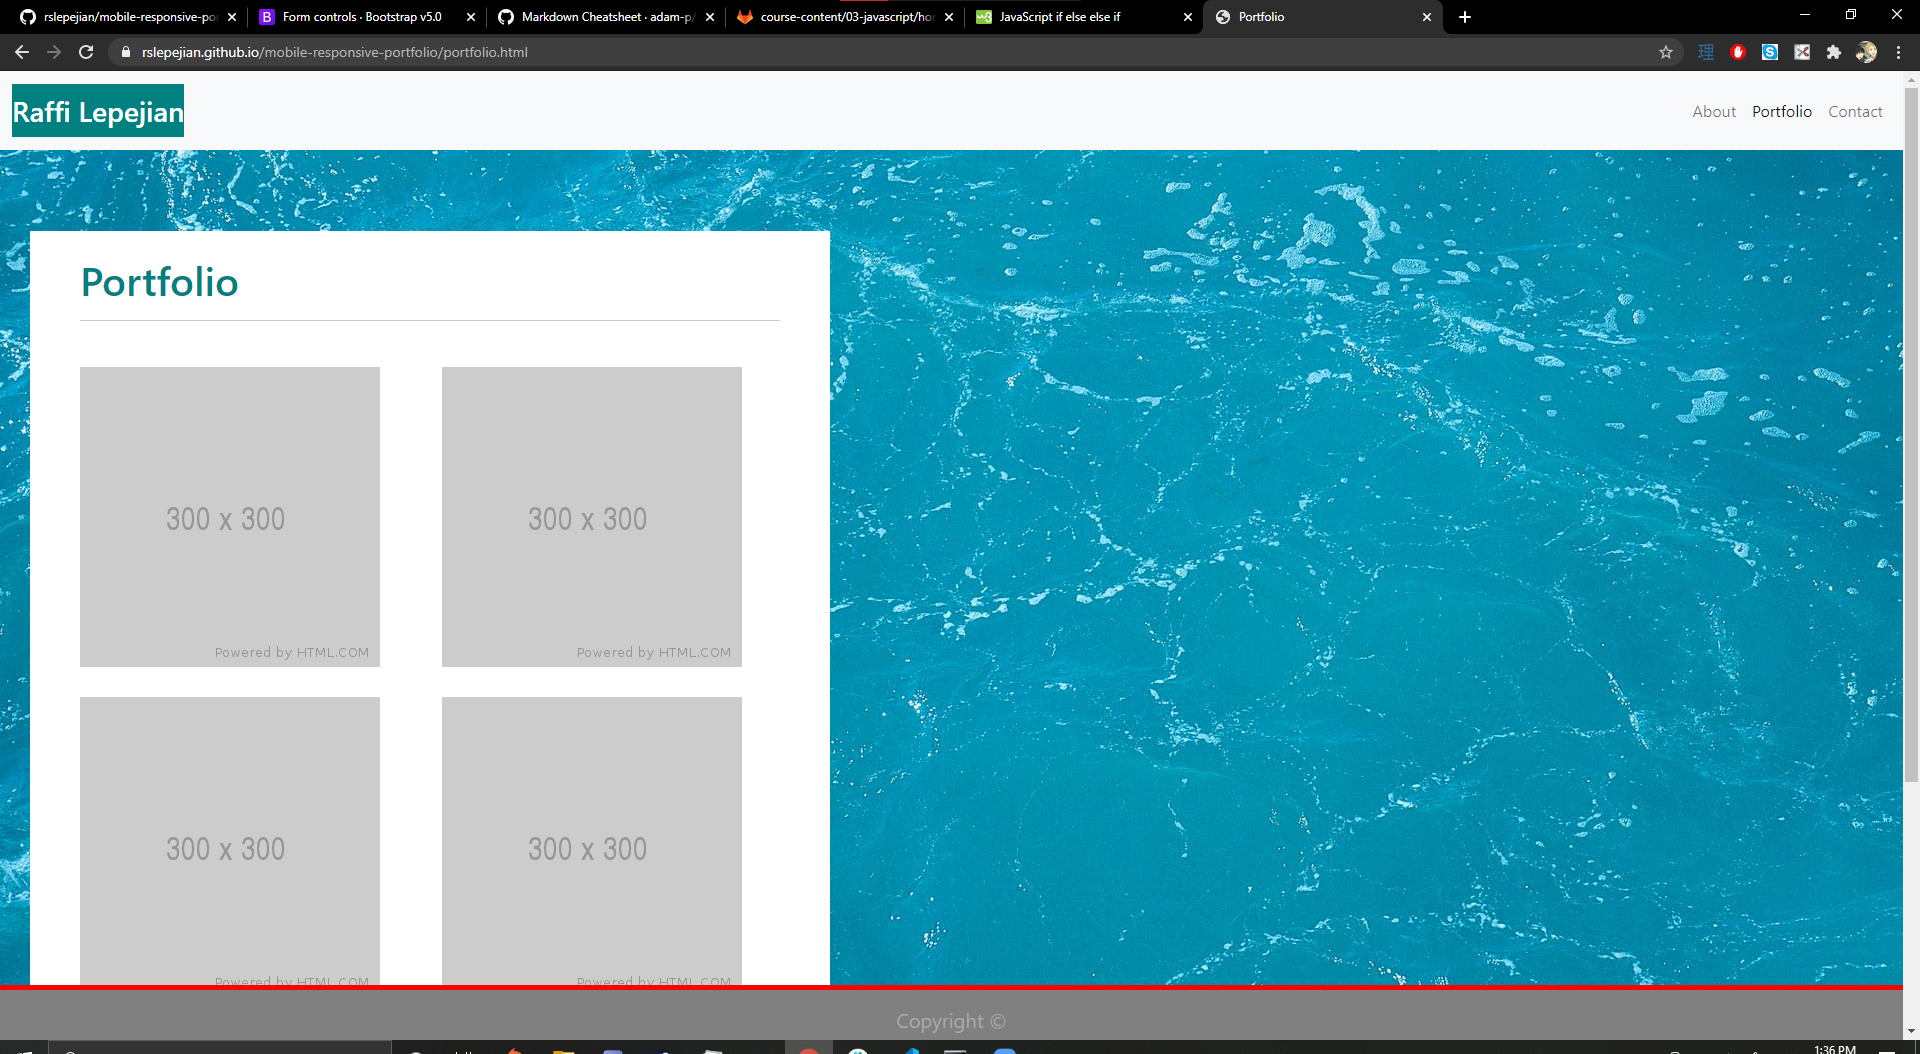 rslepejian/mobile-responsive-po
Form controls · Bootstrap v5.0
Markdown Cheatsheet · adam-p/
course-content/03-javascript/ho
JavaScript if else else if
Portfolio
rslepejian.github.io/mobile-responsive-portfolio/portfolio.html
Raffi Lepejian
About
Portfolio
Contact
Portfolio
300 x 300
Powered by HTML.COM
300 x 300
Powered by HTML.COM
300 x 300
Powered by HTML.COM
300 x 300
Powered by HTML.COM
Copyright ©
1:36 PM